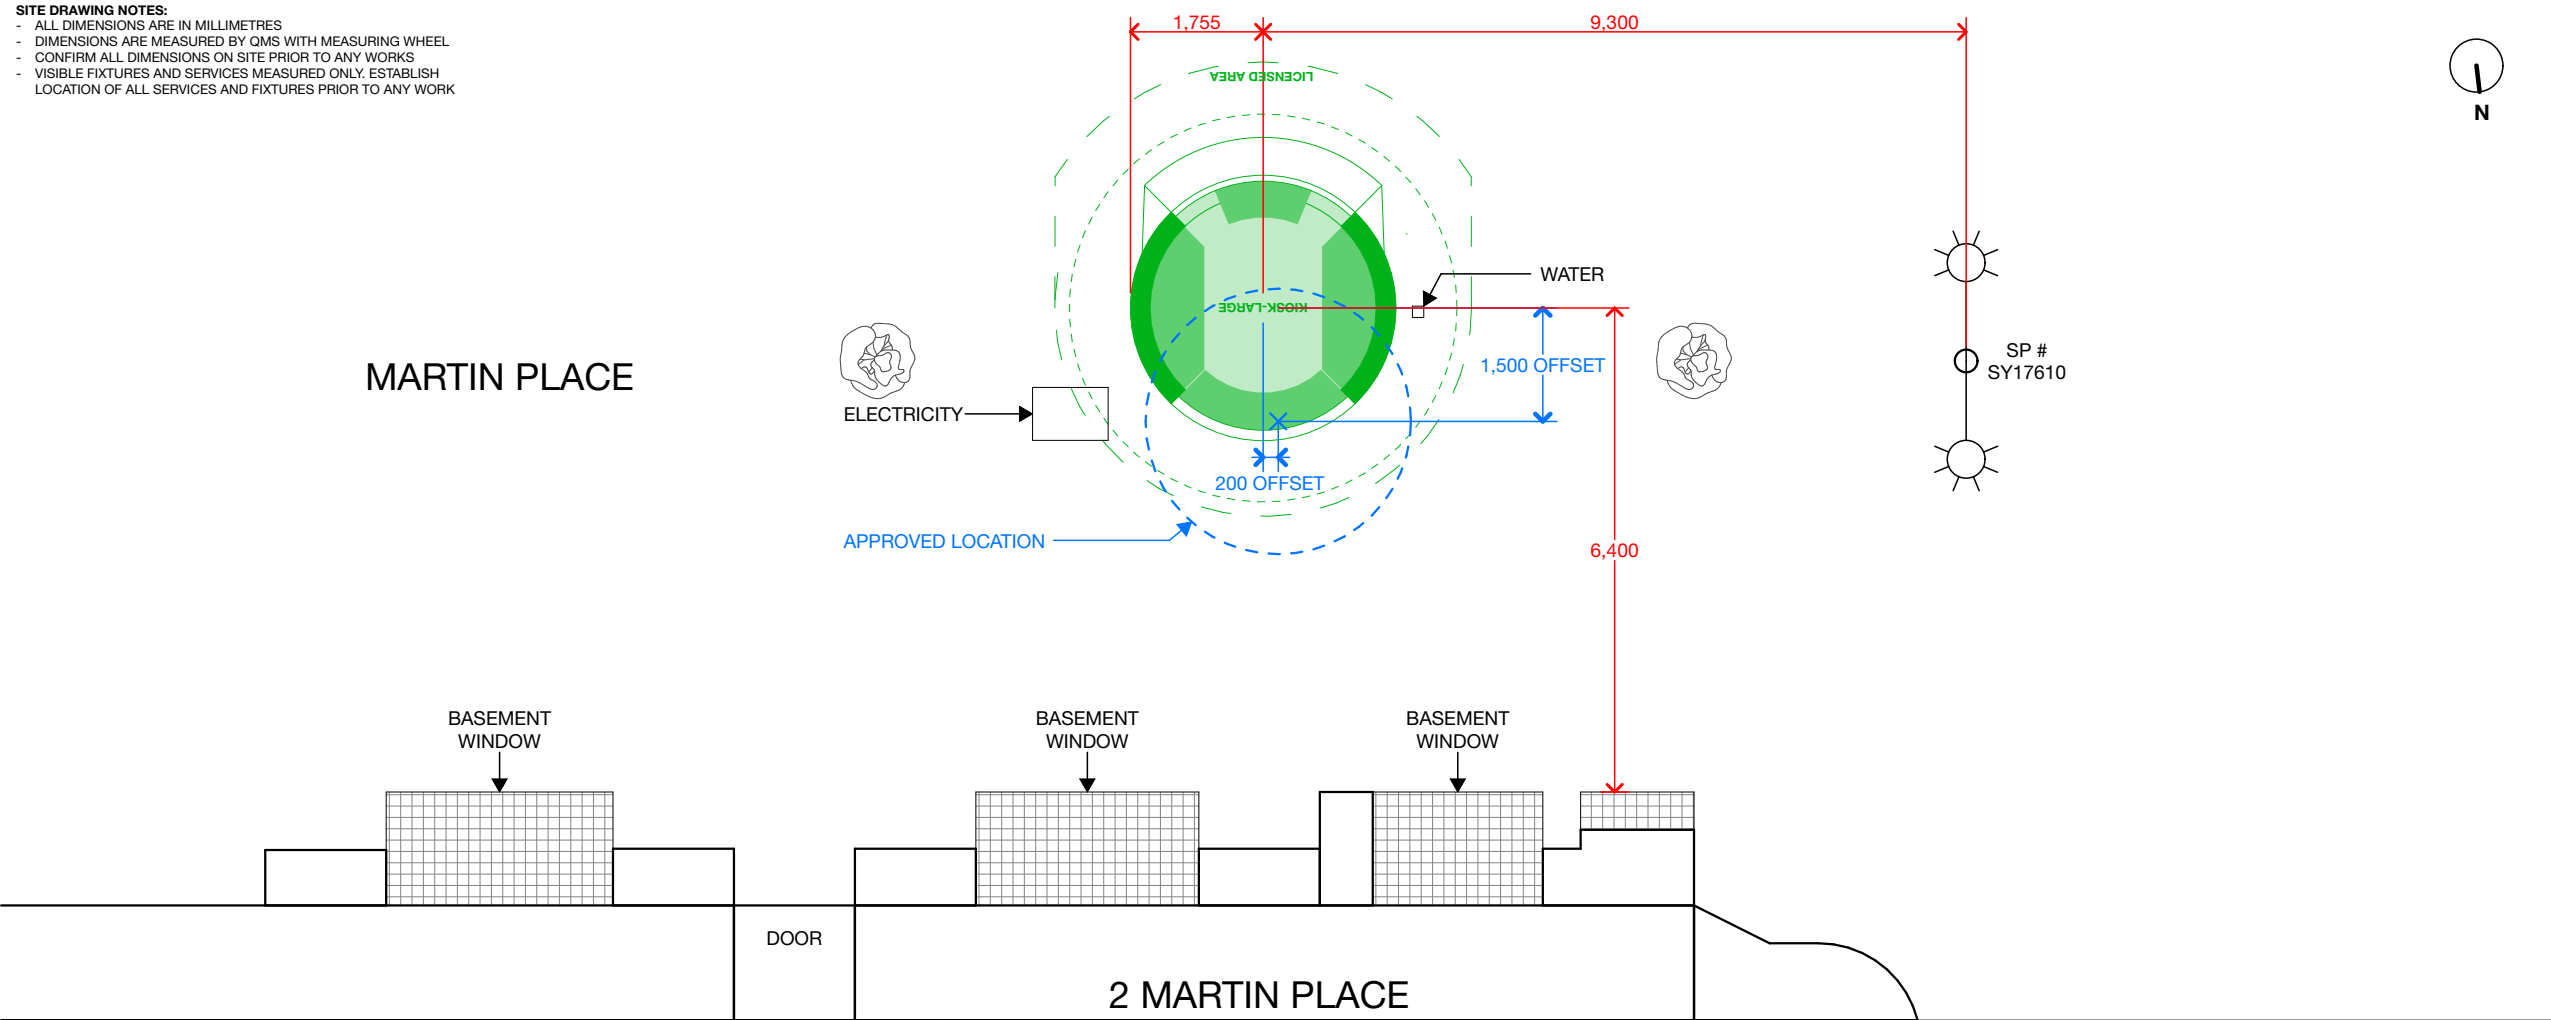 SITE DRAWING NOTES:
- ALL DIMENSIONS ARE IN MILLIMETRES
- DIMENSIONS ARE MEASURED BY QMS WITH MEASURING WHEEL
- CONFIRM ALL DIMENSIONS ON SITE PRIOR TO ANY WORKS
- VISIBLE FIXTURES AND SERVICES MEASURED ONLY. ESTABLISH
LOCATION OF ALL SERVICES AND FIXTURES PRIOR TO ANY WORK
1,755
9,300
N
LICENSED AREA
KIOSK-LARGE
WATER
MARTIN PLACE
1,500 OFFSET
SP #
SY17610
ELECTRICITY
200 OFFSET
APPROVED LOCATION
6,400
BASEMENT
WINDOW
BASEMENT
WINDOW
BASEMENT
WINDOW
DOOR
2 MARTIN PLACE